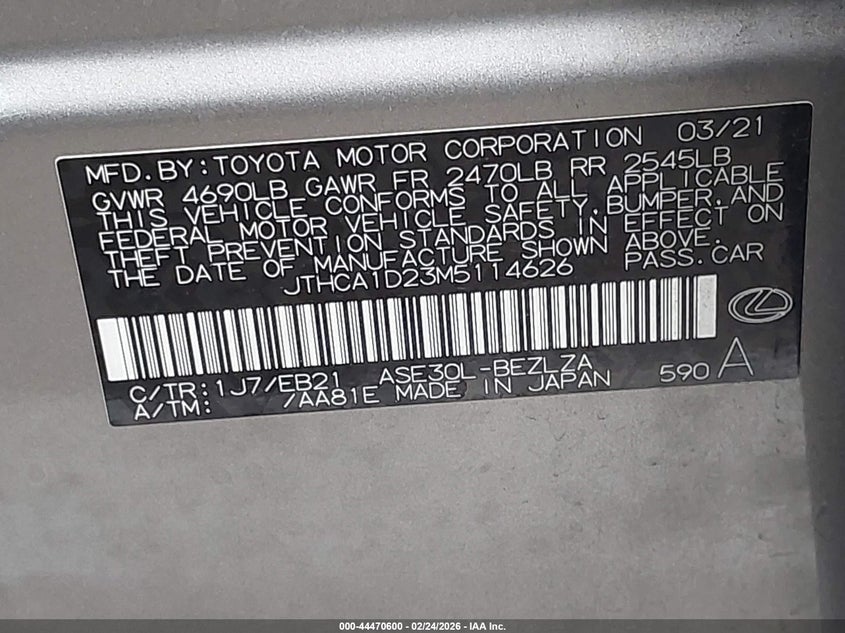 MFD. BY: TOYOTA MOTOR CORPORATION 03/21
GVWR 4690LB GAWR FR 2470LB RR 2545LB
THIS VEHICLE CONFORMS TO ALL APPLICABLE
FEDERAL MOTOR VEHICLE SAFETY, BUMPER, AND
THEFT PREVENTION STANDARDS IN EFFECT ON
THE DATE OF MANUFACTURE SHOWN ABOVE.
JTHCA1D23M5114626 PASS. CAR
C/TR: 1J7/EB21 ASE30L-BEZLZA
A/TM: /AA81E MADE IN JAPAN 590 A
000-44470600 - 02/24/2026 - IAA Inc.